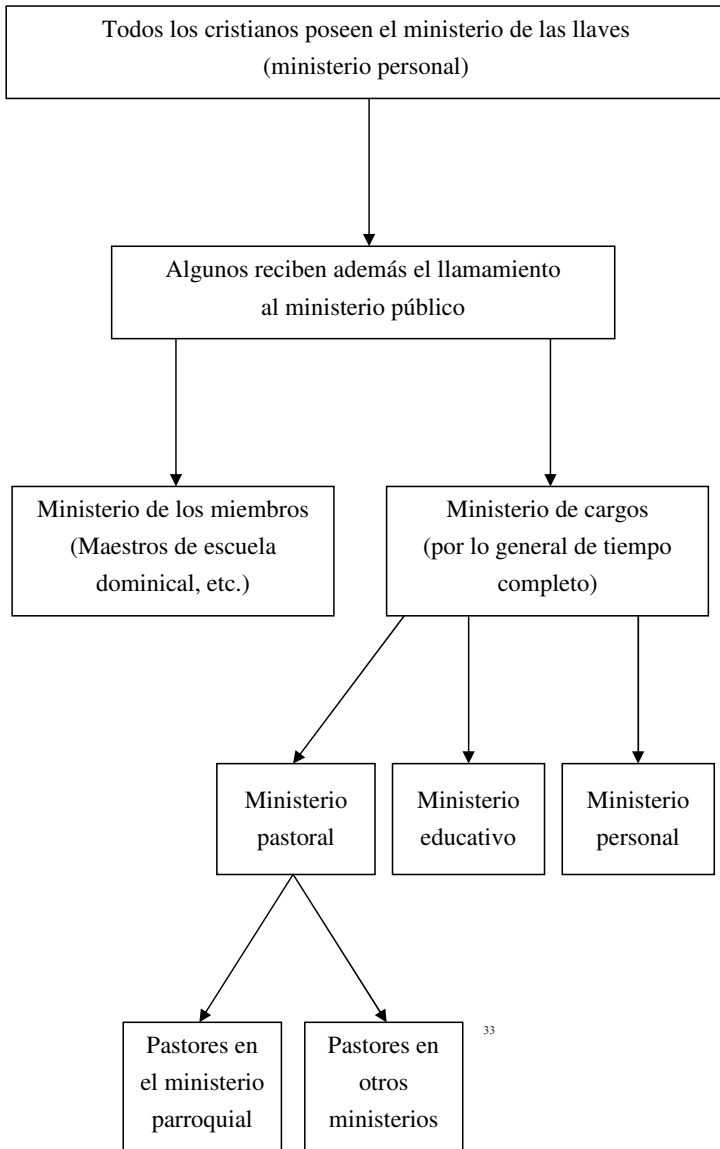 Todos los cristianos poseen el ministerio de las llaves
(ministerio personal)
Algunos reciben además el llamamiento
al ministerio público
Ministerio de los miembros
(Maestros de escuela
dominical, etc.)
Ministerio de cargos
(por lo general de tiempo
completo)
Ministerio
pastoral
Ministerio
educativo
Ministerio
personal
Pastores en
el ministerio
parroquial
Pastores en
otros
ministerios
33